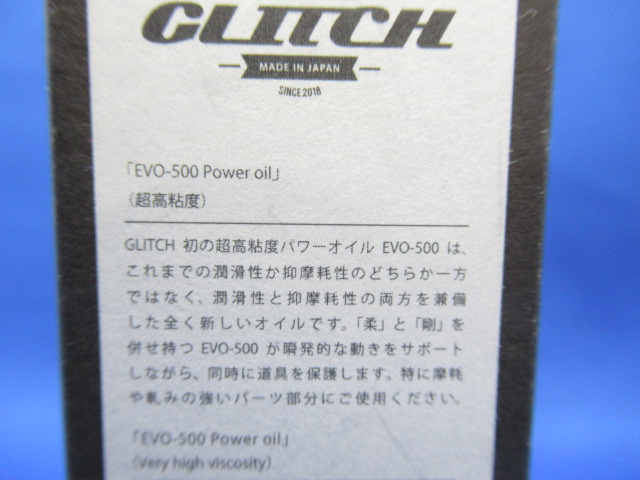 GLITCH
MADE IN JAPAN
SINCE 2018
「EVO-500 Power oil」
（超高粘度）
GLITCH 初の超高粘度パワーオイル EVO-500 は、
これまでの潤滑性か抑摩耗性のどちらか一方
ではなく、潤滑性と抑摩耗性の両方を兼備
した全く新しいオイルです。「柔」と「剛」を
併せ持つ EVO-500 が瞬発的な動きをサポート
しながら、同時に道具を保護します。特に摩耗
や軋みの強いパーツ部分にご使用ください。
「EVO-500 Power oil」
（Very high viscosity）